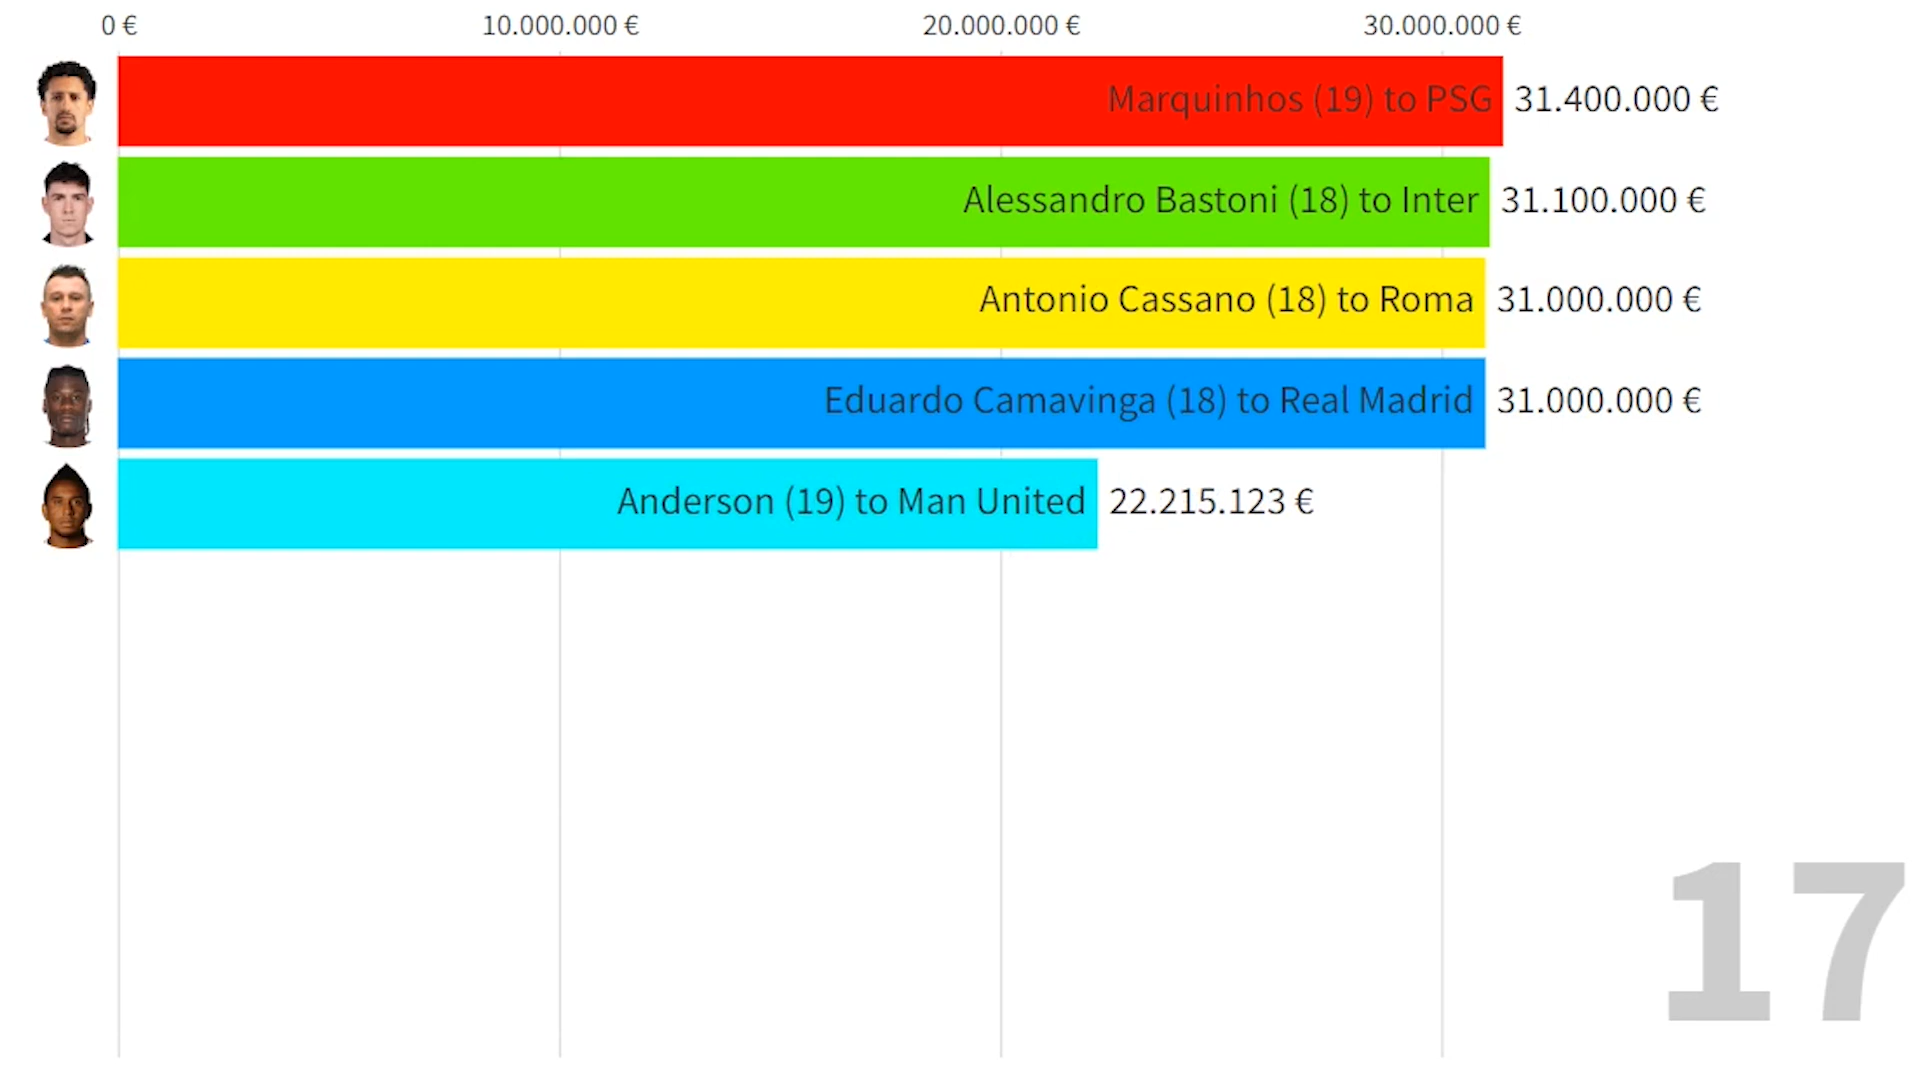 0 € 10.000.000 € 20.000.000 € 30.000.000 €
Marquinhos (19) to PSG 31.400.000 €
Alessandro Bastoni (18) to Inter 31.100.000 €
Antonio Cassano (18) to Roma 31.000.000 €
Eduardo Camavinga (18) to Real Madrid 31.000.000 €
Anderson (19) to Man United 22.215.123 €
17